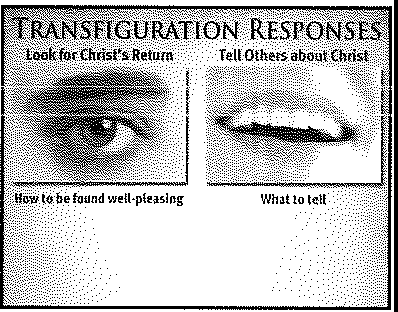 TRANSFIGURATION RESPONSES
Look for Christ's Return
Tell Others about Christ
How to be found well-pleasing
What to tell